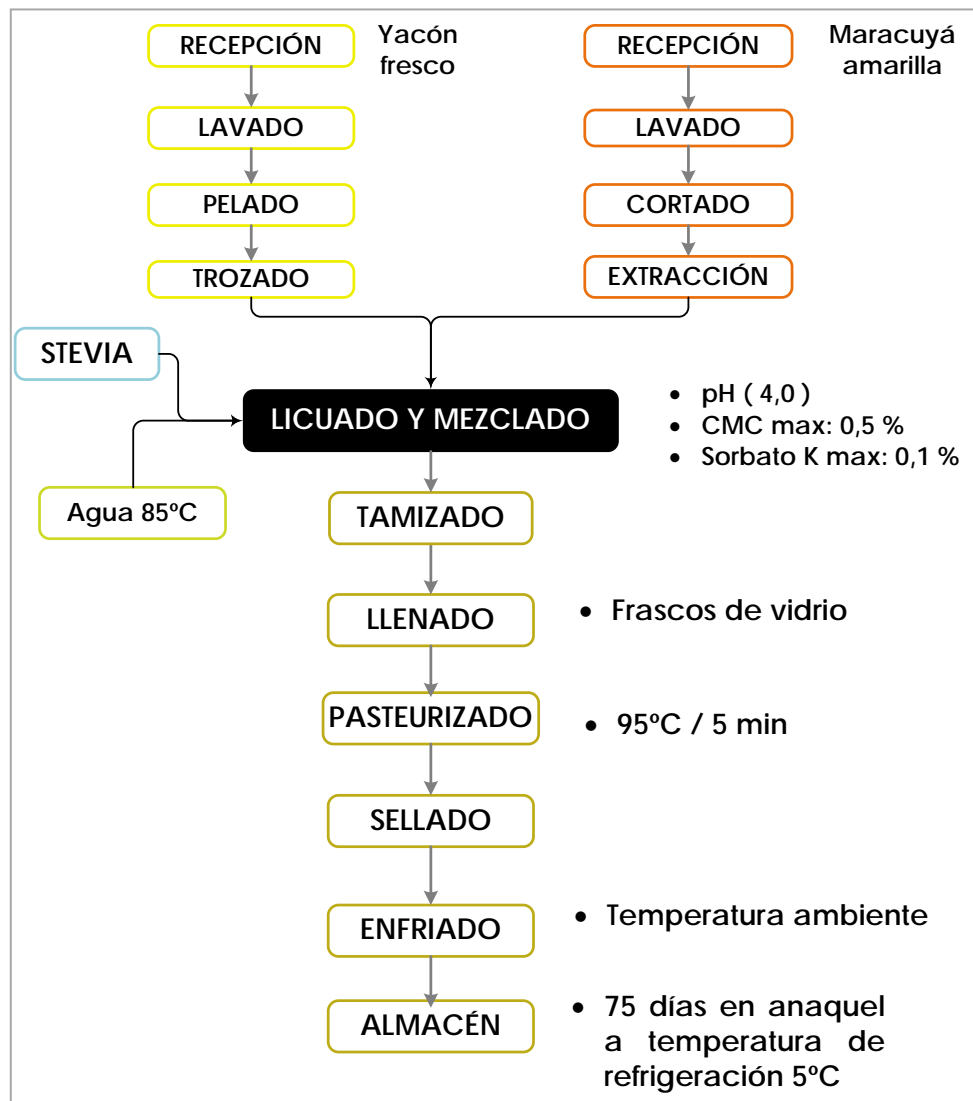 RECEPCIÓN
Yacón
fresco
LAVADO
PELADO
TROZADO
RECEPCIÓN
Maracuyá
amarilla
LAVADO
CORTADO
EXTRACCIÓN
STEVIA
Agua 85ºC
LICUADO Y MEZCLADO
• pH ( 4,0 )
• CMC max: 0,5 %
• Sorbato K max: 0,1 %
TAMIZADO
LLENADO
• Frascos de vidrio
PASTEURIZADO
• 95ºC / 5 min
SELLADO
ENFRIADO
• Temperatura ambiente
ALMACÉN
• 75 días en anaquel
a temperatura de
refrigeración 5ºC